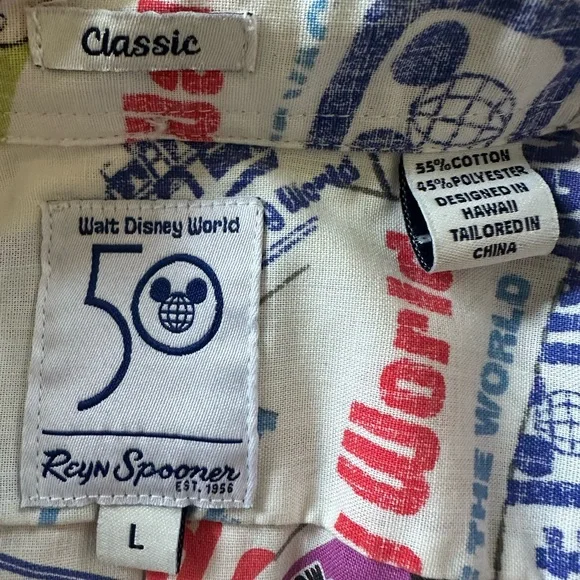 Classic
Walt Disney World
50
Reyn Spooner
EST. 1956
L
55% COTTON
45% POLYESTER
DESIGNED IN
HAWAII
TAILORED IN
CHINA
World
World
THE WORLD